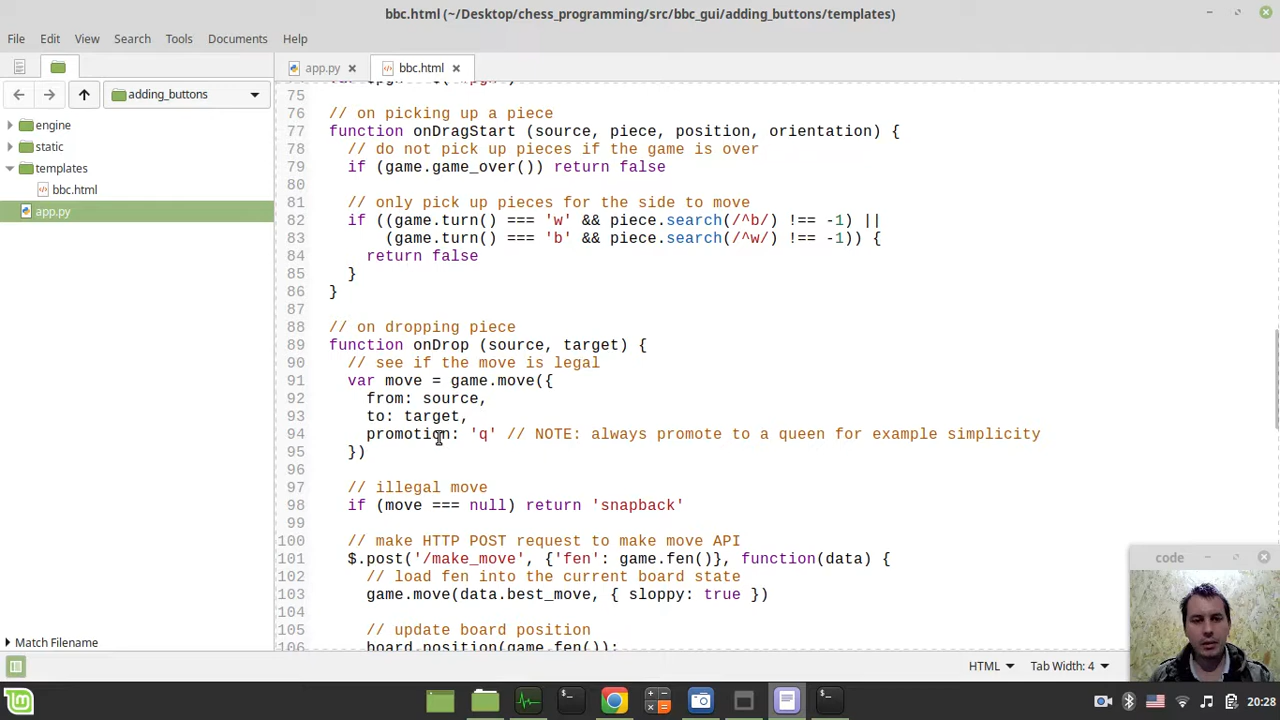 bbc.html (~/Desktop/chess_programming/src/bbc_gui/adding_buttons/templates)
File Edit View Search Tools Documents Help
app.py
bbc.html
adding_buttons
engine
static
templates
bbc.html
app.py
75
76 // on picking up a piece
77 function onDragStart (source, piece, position, orientation) {
78 // do not pick up pieces if the game is over
79 if (game.game_over()) return false
80
81 // only pick up pieces for the side to move
82 if ((game.turn() === 'w' && piece.search(/^b/) !== -1) ||
83 (game.turn() === 'b' && piece.search(/^w/) !== -1)) {
84 return false
85 }
86 }
87
88 // on dropping piece
89 function onDrop (source, target) {
90 // see if the move is legal
91 var move = game.move({
92 from: source,
93 to: target,
94 promotion: 'q' // NOTE: always promote to a queen for example simplicity
95 })
96
97 // illegal move
98 if (move === null) return 'snapback'
99
100 // make HTTP POST request to make move API
101 $.post('/make_move', {'fen': game.fen()}, function(data) {
102 // load fen into the current board state
103 game.move(data.best_move, { sloppy: true })
104
105 // update board position
106 board.position(game.fen());
code
Match Filename
HTML
Tab Width: 4
20:28